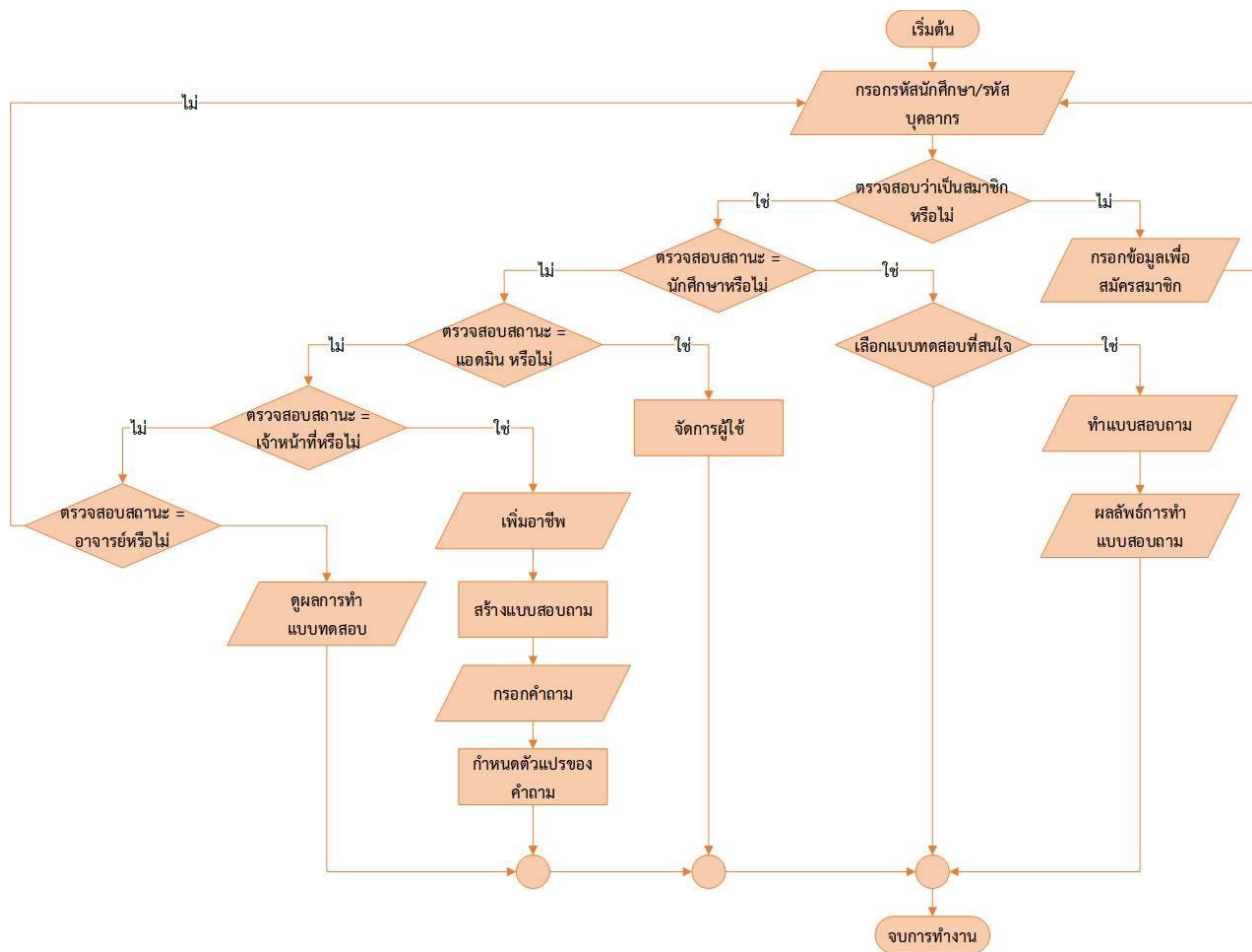 เริ่มต้น
ไม่
กรอกรหัสนักศึกษา/รหัส
บุคลากร
ตรวจสอบว่าเป็นสมาชิก
หรือไม่
ใช่
ไม่
ตรวจสอบสถานะ =
นักศึกษาหรือไม่
กรอกข้อมูลเพื่อ
สมัครสมาชิก
ไม่
ใช่
ตรวจสอบสถานะ =
แอดมิน หรือไม่
เลือกแบบทดสอบที่สนใจ
ไม่
ใช่
ใช่
ตรวจสอบสถานะ =
เจ้าหน้าที่หรือไม่
จัดการผู้ใช้
ทำแบบสอบถาม
ไม่
ใช่
ตรวจสอบสถานะ =
อาจารย์หรือไม่
เพิ่มอาชีพ
ผลลัพธ์การทำ
แบบสอบถาม
ดูผลการทำ
แบบทดสอบ
สร้างแบบสอบถาม
กรอกคำถาม
กำหนดตัวแปรของ
คำถาม
จบการทำงาน